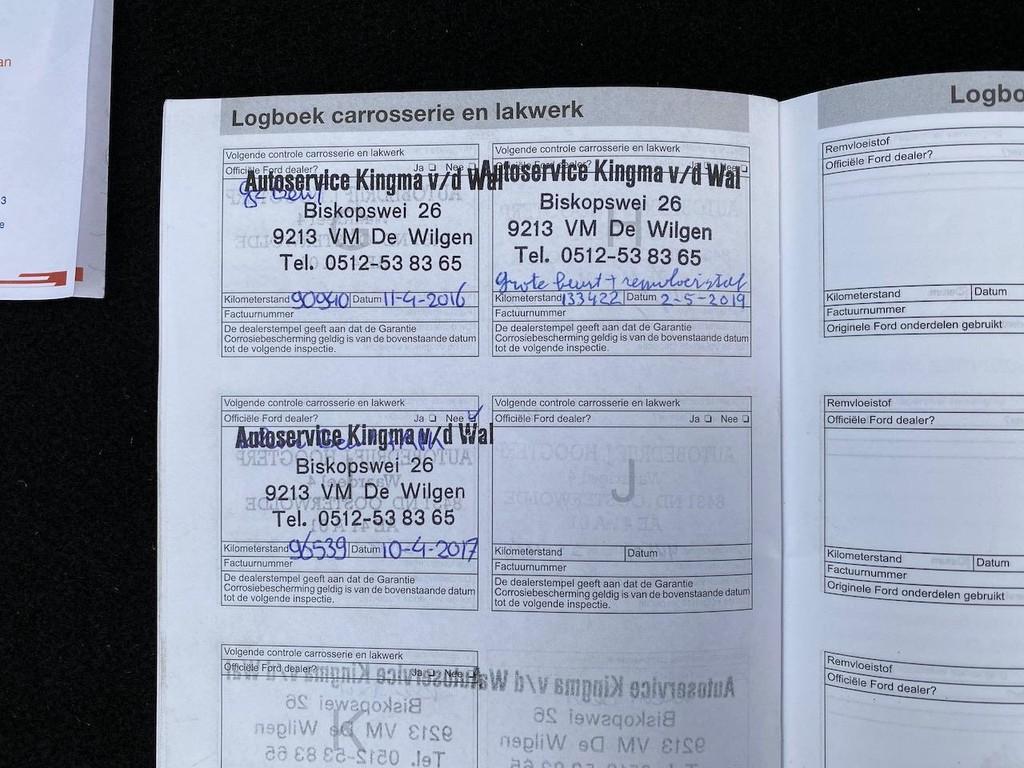 an
3
e
Logboek carrosserie en lakwerk
Volgende controle carrosserie en lakwerk
Officiële Ford dealer? Ja Nee
Autoservice Kingma v/d Wal
Biskopswei 26
9213 VM De Wilgen
Tel. 0512-53 83 65
Kilometerstand 90940 Datum 11-4-2016
Factuurnummer
De dealerstempel geeft aan dat de Garantie
Corrosiebescherming geldig is van de bovenstaande datum
tot de volgende inspectie.
Volgende controle carrosserie en lakwerk
Ja Nee
Autoservice Kingma v/d Wal
Biskopswei 26
9213 VM De Wilgen
Tel. 0512-53 83 65
grote beurt + remvloeistof
Kilometerstand 133422 Datum 2-5-2019
Factuurnummer
De dealerstempel geeft aan dat de Garantie
Corrosiebescherming geldig is van de bovenstaande datum
tot de volgende inspectie.
Volgende controle carrosserie en lakwerk
Officiële Ford dealer? Ja Nee
Autoservice Kingma v/d Wal
Biskopswei 26
9213 VM De Wilgen
Tel. 0512-53 83 65
Kilometerstand 96539 Datum 10-4-2017
Factuurnummer
De dealerstempel geeft aan dat de Garantie
Corrosiebescherming geldig is van de bovenstaande datum
tot de volgende inspectie.
Volgende controle carrosserie en lakwerk
Officiële Ford dealer? Ja Nee
J
Kilometerstand Datum
Factuurnummer
De dealerstempel geeft aan dat de Garantie
Corrosiebescherming geldig is van de bovenstaande datum
tot de volgende inspectie.
Volgende controle carrosserie en lakwerk
Officiële Ford dealer? Ja Nee
K
Logbo
Remvloeistof
Officiële Ford dealer?
Kilometerstand Datum
Factuurnummer
Originele Ford onderdelen gebruikt
Remvloeistof
Officiële Ford dealer?
Kilometerstand Datum
Factuurnummer
Originele Ford onderdelen gebruikt
Remvloeistof
Officiële Ford dealer?